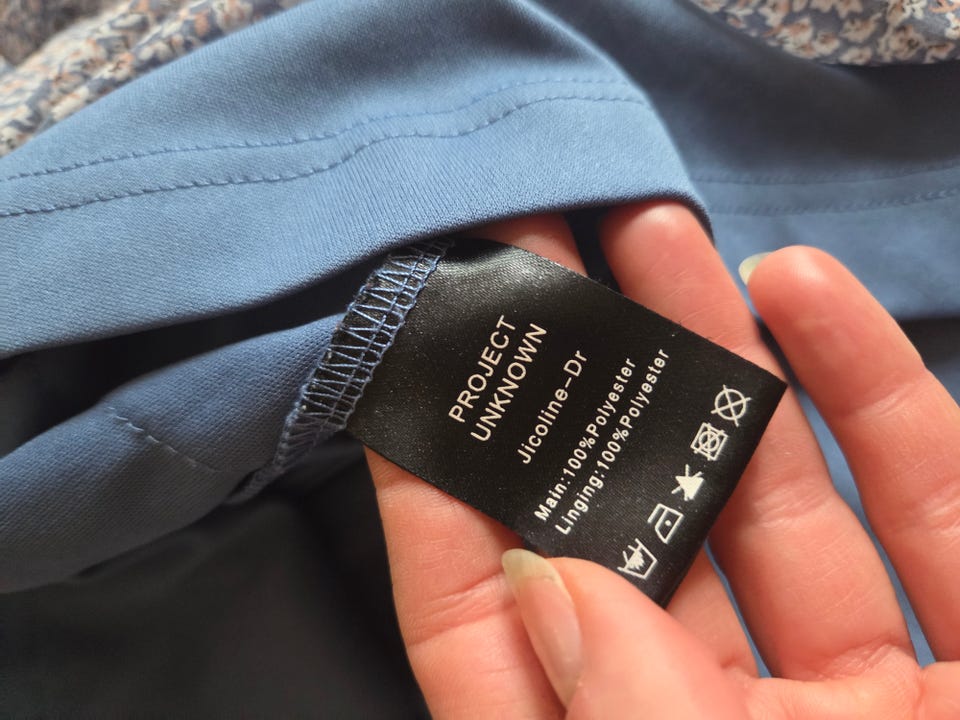 PROJECT
UNKNOWN
Jicoline-Dr
Main:100%Polyester
Linging:100%Polyester